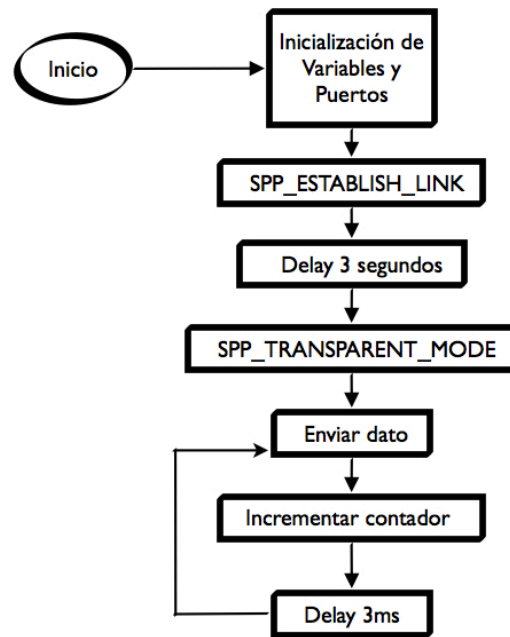 Inicio
Inicialización de
Variables y
Puertos
SPP_ESTABLISH_LINK
Delay 3 segundos
SPP_TRANSPARENT_MODE
Enviar dato
Incrementar contador
Delay 3ms